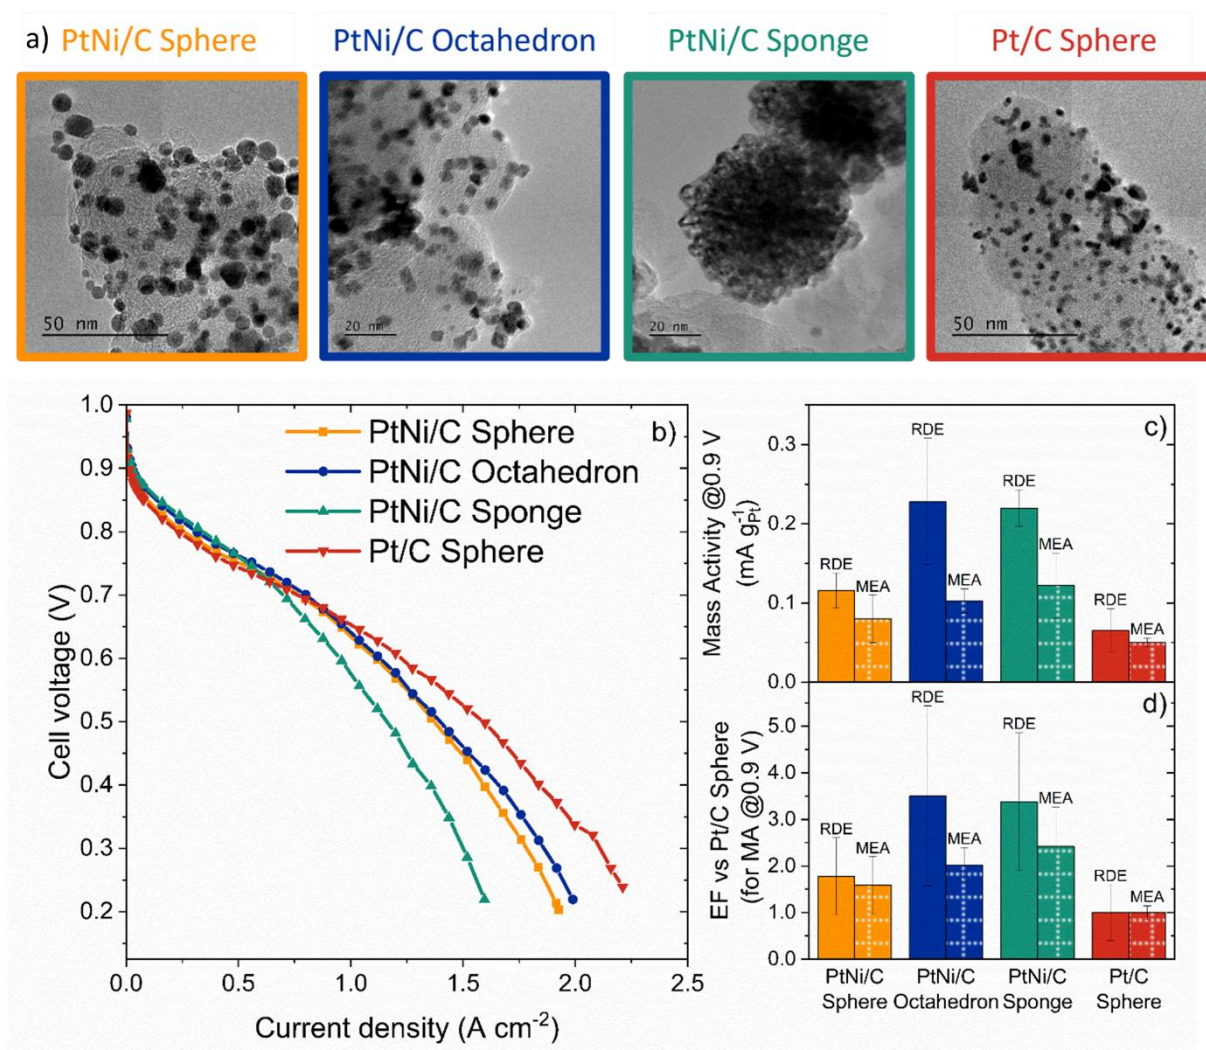 a) PtNi/C Sphere PtNi/C Octahedron PtNi/C Sponge Pt/C Sphere
50 nm 20 nm 20 nm 50 nm
b)
PtNi/C Sphere
PtNi/C Octahedron
PtNi/C Sponge
Pt/C Sphere
Cell voltage (V)
1.0
0.9
0.8
0.7
0.6
0.5
0.4
0.3
0.2
0.0 0.5 1.0 1.5 2.0 2.5
Current density (A cm-2)
c)
Mass Activity @0.9 V
(mA g-1Pt)
0.3
0.2
0.1
0.0
RDE MEA RDE MEA RDE MEA RDE MEA
d)
EF vs Pt/C Sphere
(for MA @0.9 V)
5.0
4.0
3.0
2.0
1.0
0.0
RDE MEA RDE MEA RDE MEA RDE MEA
PtNi/C PtNi/C PtNi/C Pt/C
Sphere Octahedron Sponge Sphere